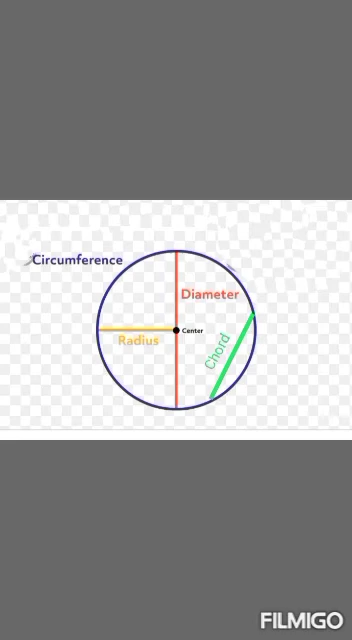 Circumference
Diameter
Center
Radius
Chord
FILMIGO